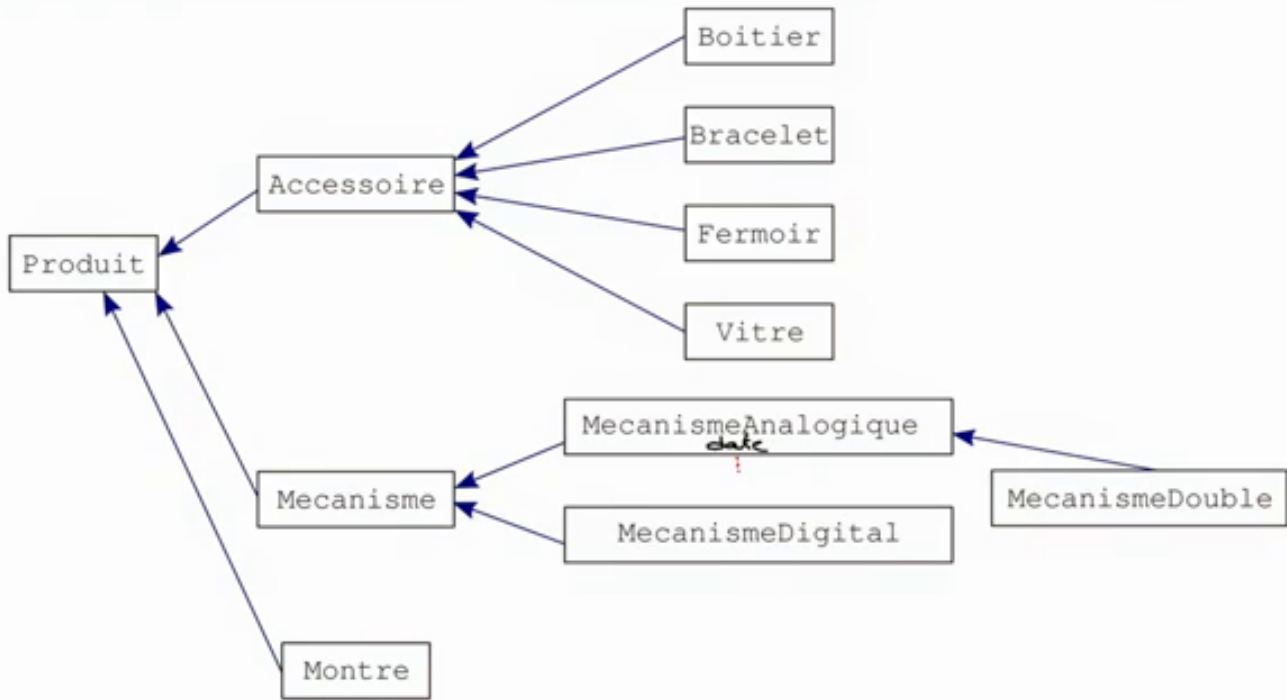 Boitier
Bracelet
Accessoire
Fermoir
Produit
Vitre
MecanismeAnalogique
date
Mecanisme
MecanismeDouble
MecanismeDigital
Montre